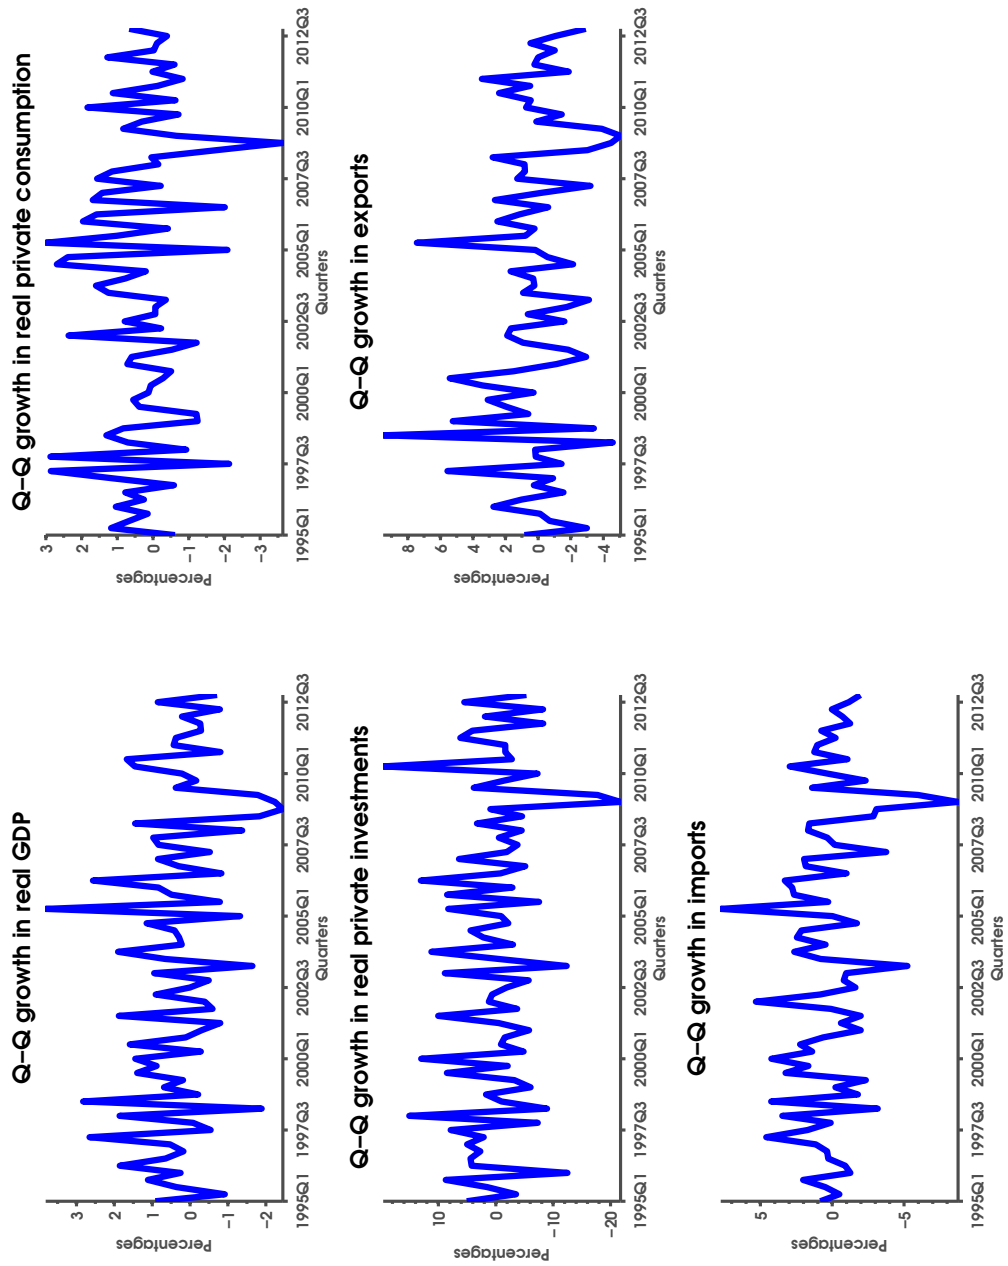 Q–Q growth in real GDP
Percentages
3
2
1
0
−1
−2
1995Q1 1997Q3 2000Q1 2002Q3 2005Q1 2007Q3 2010Q1 2012Q3
Quarters
Q–Q growth in real private consumption
Percentages
3
2
1
0
−1
−2
−3
1995Q1 1997Q3 2000Q1 2002Q3 2005Q1 2007Q3 2010Q1 2012Q3
Quarters
Q–Q growth in real private investments
Percentages
10
0
−10
−20
1995Q1 1997Q3 2000Q1 2002Q3 2005Q1 2007Q3 2010Q1 2012Q3
Quarters
Q–Q growth in exports
Percentages
8
6
4
2
0
−2
−4
1995Q1 1997Q3 2000Q1 2002Q3 2005Q1 2007Q3 2010Q1 2012Q3
Quarters
Q–Q growth in imports
Percentages
5
0
−5
1995Q1 1997Q3 2000Q1 2002Q3 2005Q1 2007Q3 2010Q1 2012Q3
Quarters